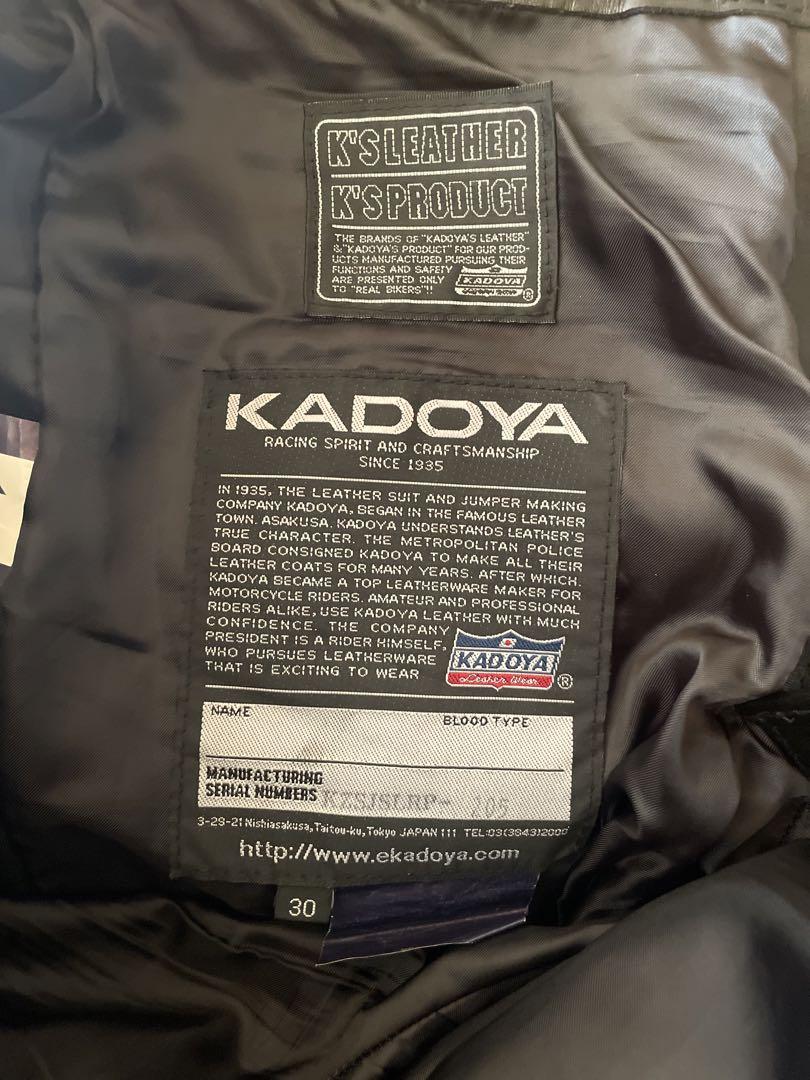 K'S LEATHER
K'S PRODUCT
THE BRANDS OF "KADOYA'S LEATHER"
&"KADOYA'S PRODUCT" FOR OUR PROD-
UCTS MANUFACTURED PURSUING THEIR
FUNCTIONS AND SAFETY
ARE PRESENTED ONLY
TO "REAL BIKERS"!!
KADOYA
®
KADOYA
RACING SPIRIT AND CRAFTSMANSHIP
SINCE 1935
IN 1935, THE LEATHER SUIT AND JUMPER MAKING
COMPANY KADOYA, BEGAN IN THE FAMOUS LEATHER
TOWN. ASAKUSA. KADOYA UNDERSTANDS LEATHER'S
TRUE CHARACTER. THE METROPOLITAN POLICE
BOARD CONSIGNED KADOYA TO MAKE ALL THEIR
LEATHER COATS FOR MANY YEARS. AFTER WHICH.
KADOYA BECAME A TOP LEATHERWARE MAKER FOR
MOTORCYCLE RIDERS. AMATEUR AND PROFESSIONAL
RIDERS ALIKE, USE KADOYA LEATHER WITH MUCH
CONFIDENCE. THE COMPANY
PRESIDENT IS A RIDER HIMSELF,
WHO PURSUES LEATHERWARE
THAT IS EXCITING TO WEAR
KADOYA
Leather Wear
®
NAME
BLOOD TYPE
MANUFACTURING
SERIAL NUMBERS
3-29-21 Nishiasakusa, Taitou-ku, Tokyo JAPAN 111 TEL:03(3843)2000
http://www.ekadoya.com
30